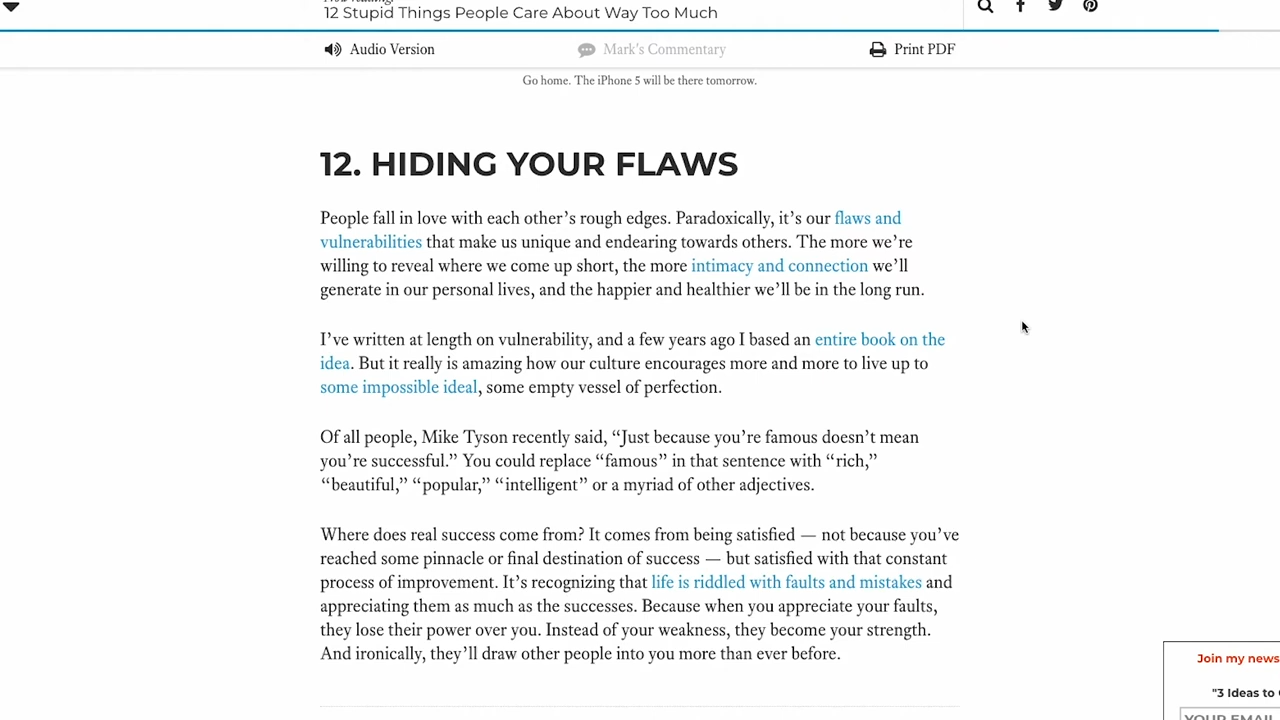 12 Stupid Things People Care About Way Too Much
Audio Version
Mark's Commentary
Print PDF
Go home. The iPhone 5 will be there tomorrow.
12. HIDING YOUR FLAWS
People fall in love with each other’s rough edges. Paradoxically, it’s our flaws and
vulnerabilities that make us unique and endearing towards others. The more we’re
willing to reveal where we come up short, the more intimacy and connection we’ll
generate in our personal lives, and the happier and healthier we’ll be in the long run.
I’ve written at length on vulnerability, and a few years ago I based an entire book on the
idea. But it really is amazing how our culture encourages more and more to live up to
some impossible ideal, some empty vessel of perfection.
Of all people, Mike Tyson recently said, “Just because you’re famous doesn’t mean
you’re successful.” You could replace “famous” in that sentence with “rich,”
“beautiful,” “popular,” “intelligent” or a myriad of other adjectives.
Where does real success come from? It comes from being satisfied — not because you’ve
reached some pinnacle or final destination of success — but satisfied with that constant
process of improvement. It’s recognizing that life is riddled with faults and mistakes and
appreciating them as much as the successes. Because when you appreciate your faults,
they lose their power over you. Instead of your weakness, they become your strength.
And ironically, they’ll draw other people into you more than ever before.
Join my news
"3 Ideas to
YOUR EMAIL